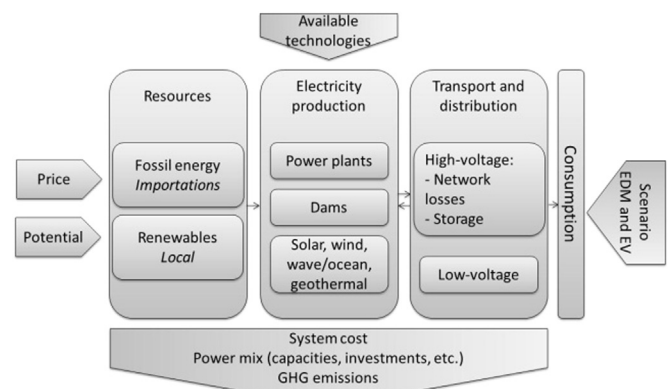 Available
technologies
Resources
Electricity
production
Transport and
distribution
Price
Potential
Fossil energy
Importations
Renewables
Local
Power plants
Dams
Solar, wind,
wave/ocean,
geothermal
High-voltage:
- Network
losses
- Storage
Low-voltage
Consumption
Scenario
EDM and EV
System cost
Power mix (capacities, investments, etc.)
GHG emissions